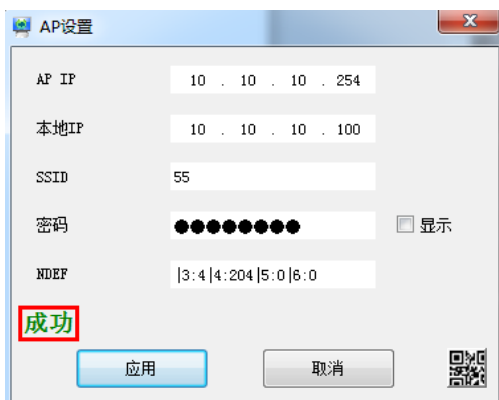 AP设置
AP IP 10 . 10 . 10 . 254
本地IP 10 . 10 . 10 . 100
SSID 55
密码 ●●●●●●●● 显示
NDEF |3:4|4:204|5:0|6:0
成功
应用 取消